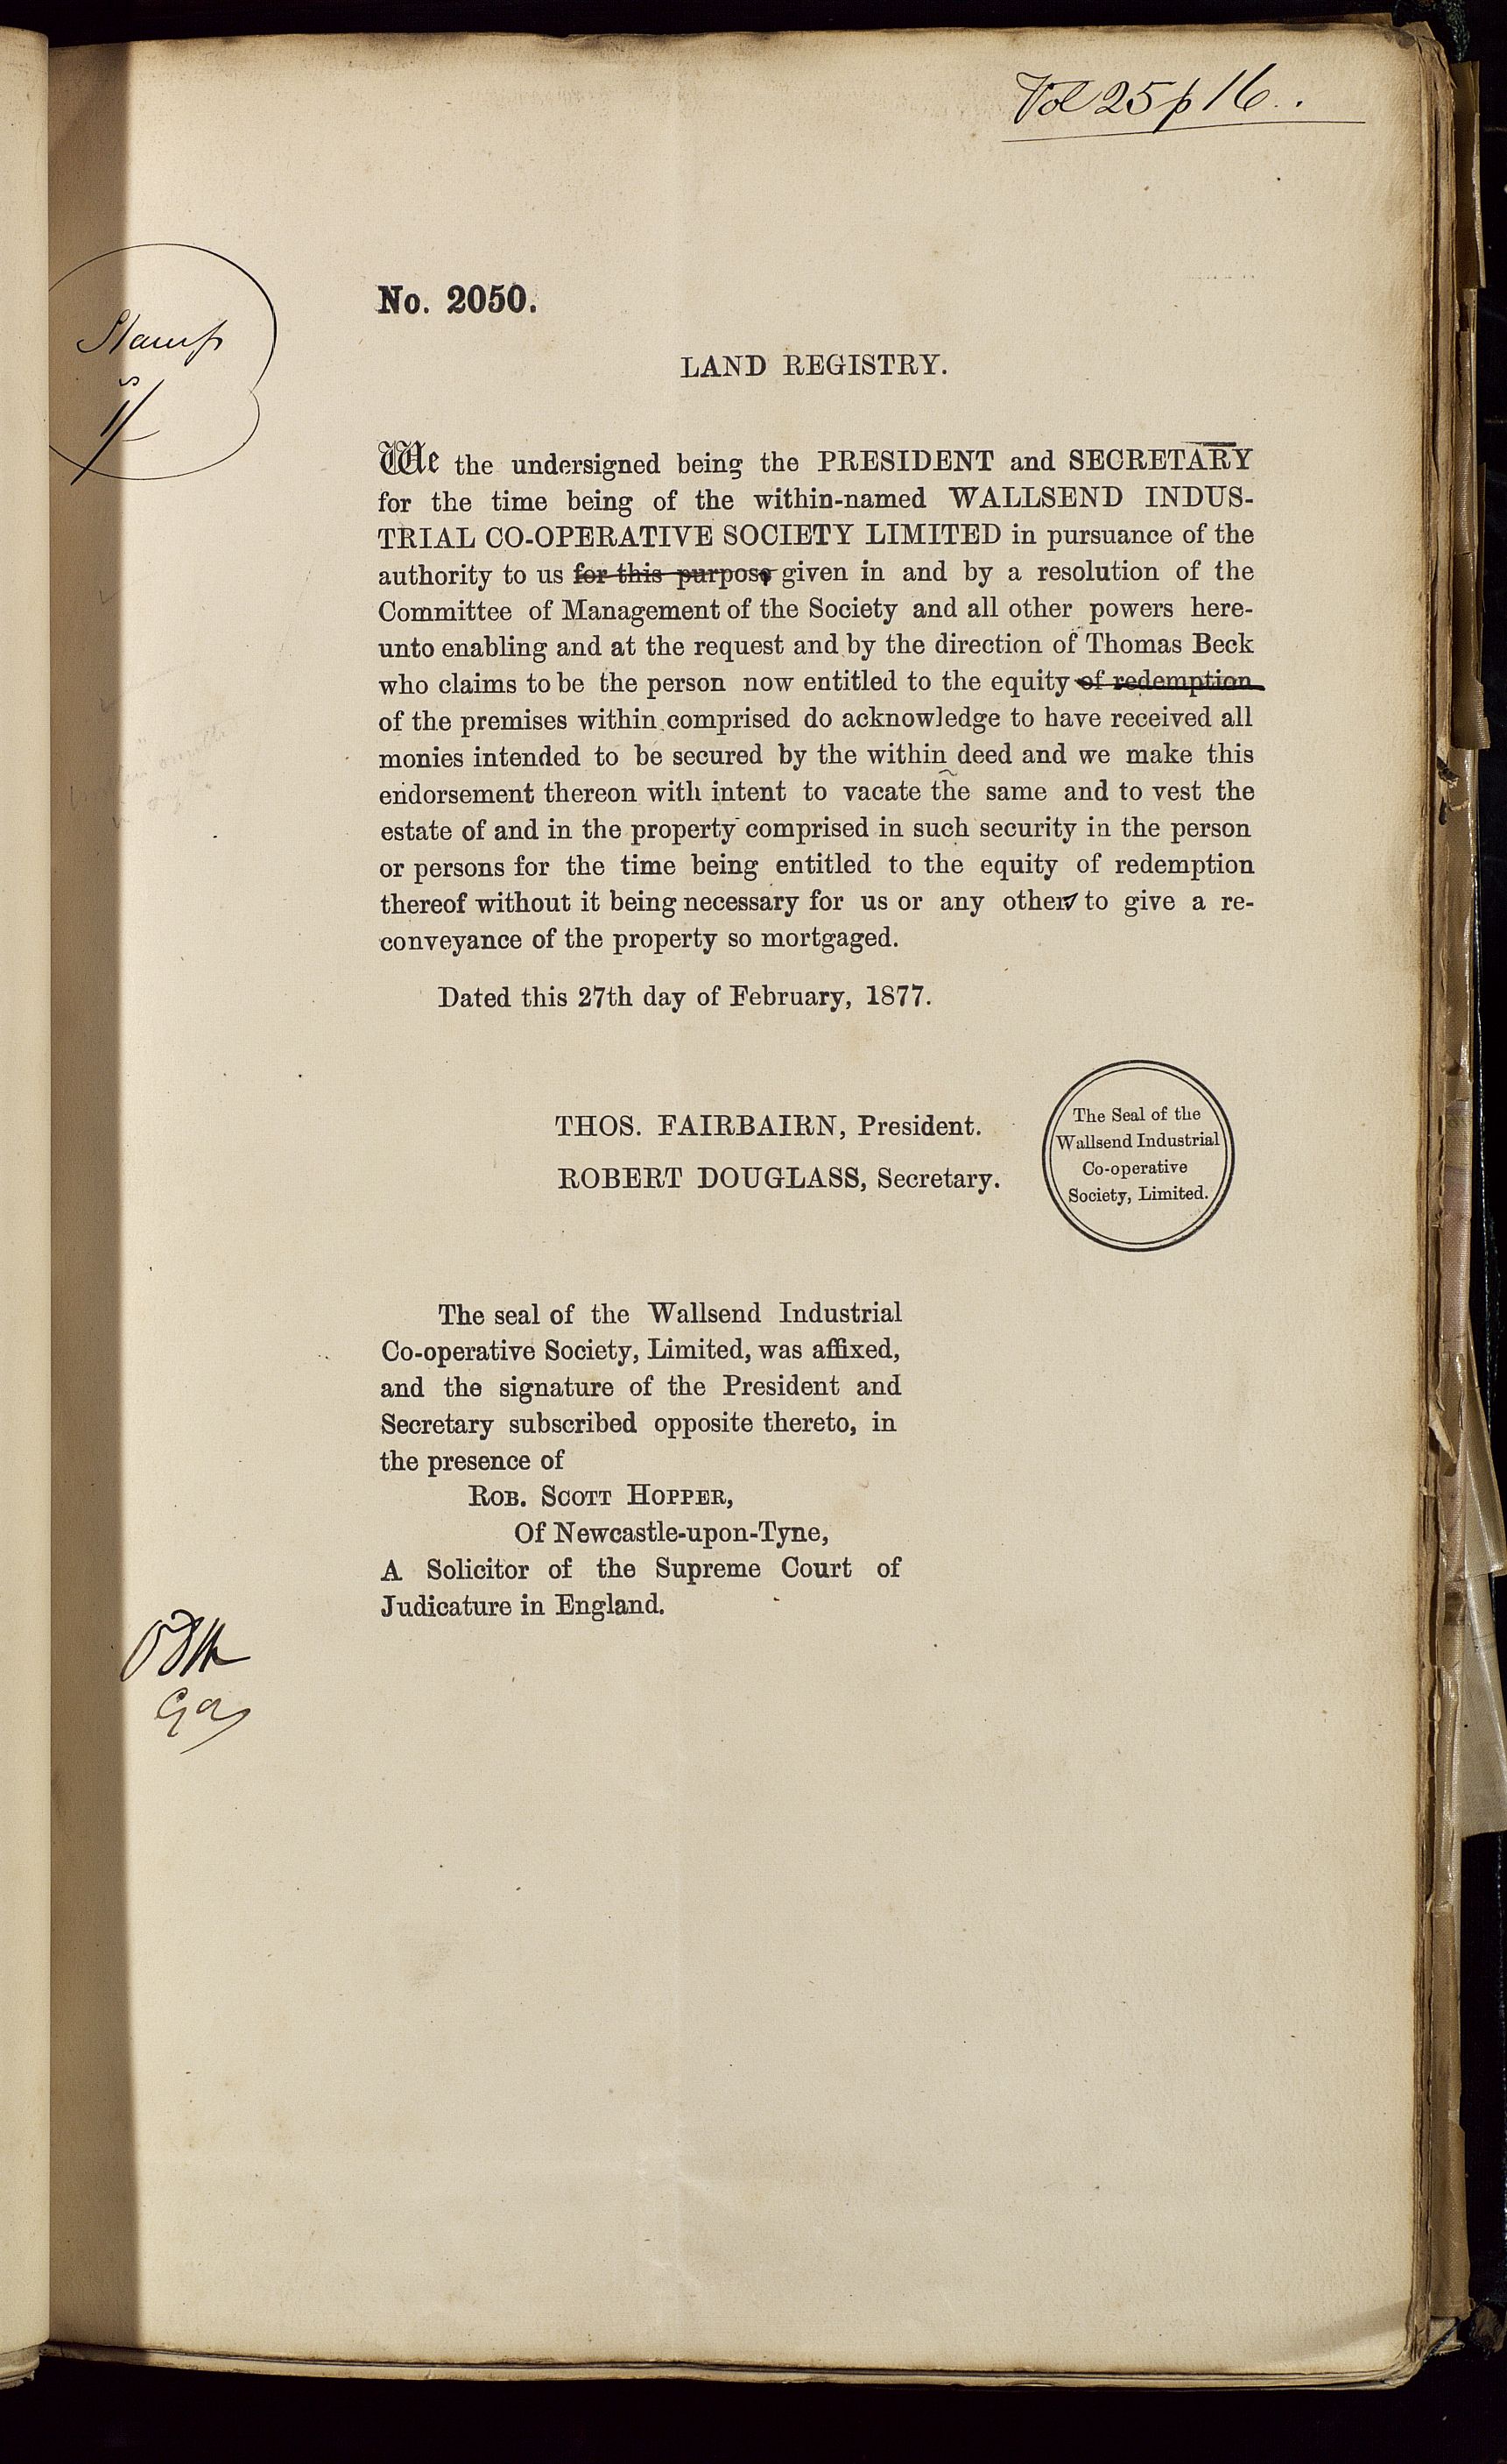 Vol 25 p 16.
No. 2050.
Stamp
s
1/-
LAND REGISTRY.
We the undersigned being the PRESIDENT and SECRETARY
for the time being of the within-named WALLSEND INDUS-
TRIAL CO-OPERATIVE SOCIETY LIMITED in pursuance of the
authority to us for this purpose given in and by a resolution of the
Committee of Management of the Society and all other powers here-
unto enabling and at the request and by the direction of Thomas Beck
who claims to be the person now entitled to the equity of redemption
of the premises within comprised do acknowledge to have received all
monies intended to be secured by the within deed and we make this
endorsement thereon with intent to vacate the same and to vest the
estate of and in the property comprised in such security in the person
or persons for the time being entitled to the equity of redemption
thereof without it being necessary for us or any other to give a re-
conveyance of the property so mortgaged.
Dated this 27th day of February, 1877.
THOS. FAIRBAIRN, President.
ROBERT DOUGLASS, Secretary.
The Seal of the
Wallsend Industrial
Co-operative
Society, Limited.
The seal of the Wallsend Industrial
Co-operative Society, Limited, was affixed,
and the signature of the President and
Secretary subscribed opposite thereto, in
the presence of
ROB. SCOTT HOPPER,
Of Newcastle-upon-Tyne,
A Solicitor of the Supreme Court of
Judicature in England.